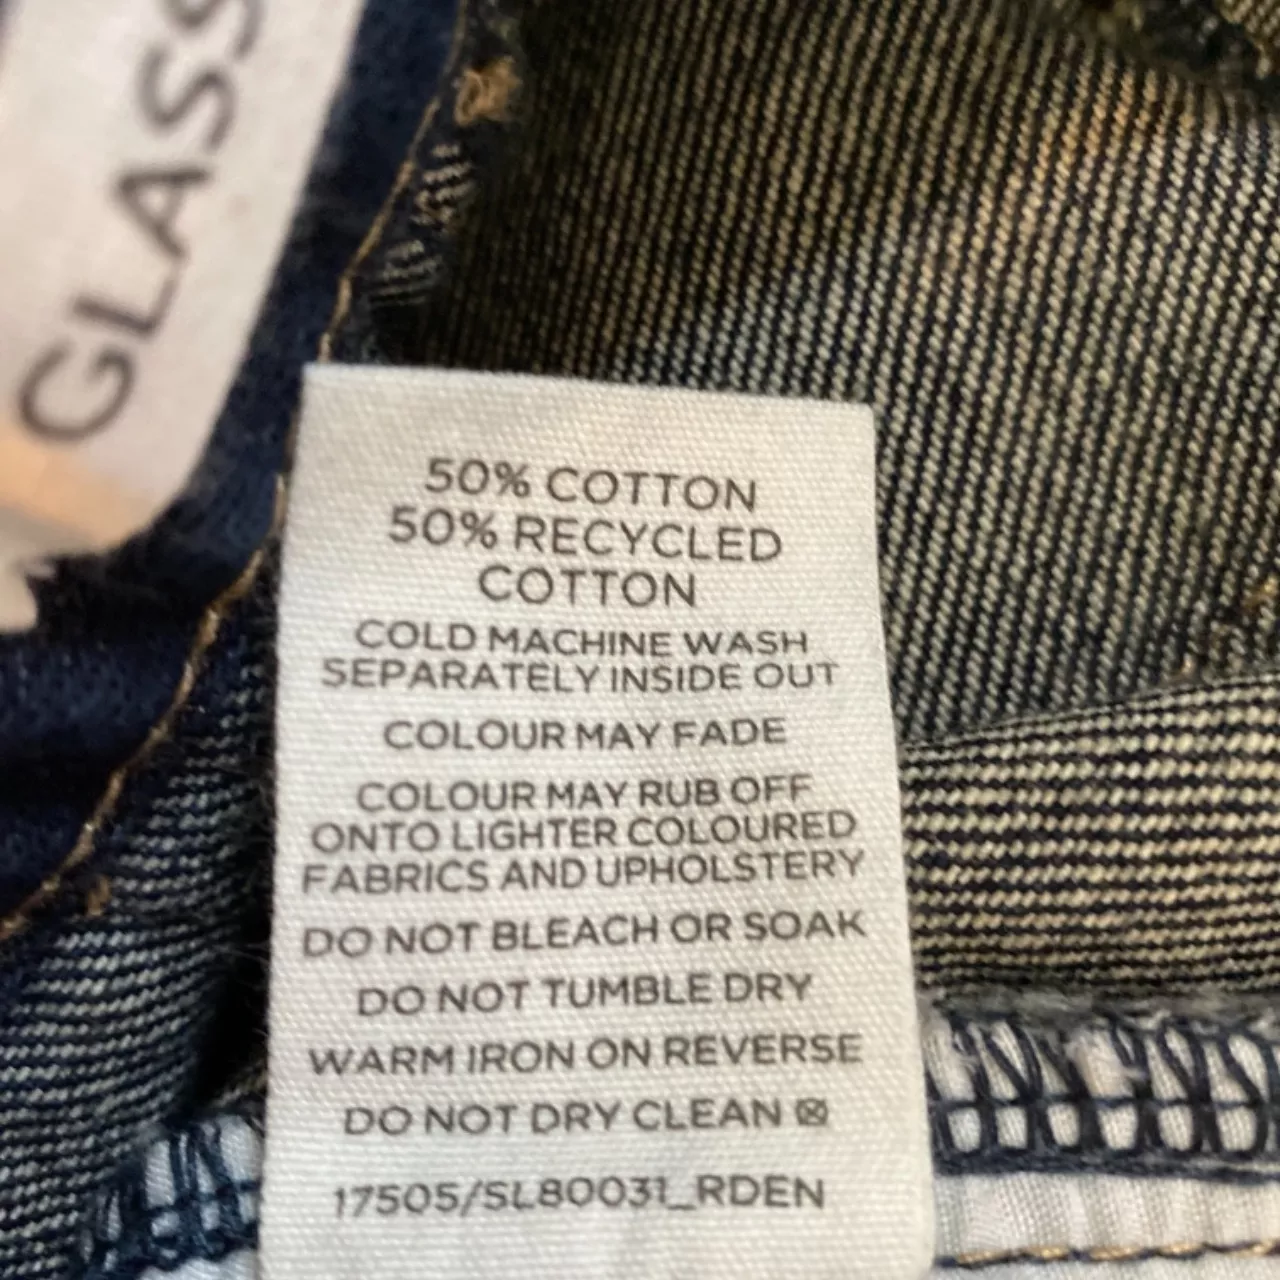 GLASS
50% COTTON
50% RECYCLED
COTTON
COLD MACHINE WASH
SEPARATELY INSIDE OUT
COLOUR MAY FADE
COLOUR MAY RUB OFF
ONTO LIGHTER COLOURED
FABRICS AND UPHOLSTERY
DO NOT BLEACH OR SOAK
DO NOT TUMBLE DRY
WARM IRON ON REVERSE
DO NOT DRY CLEAN
17505/SL80031_RDEN